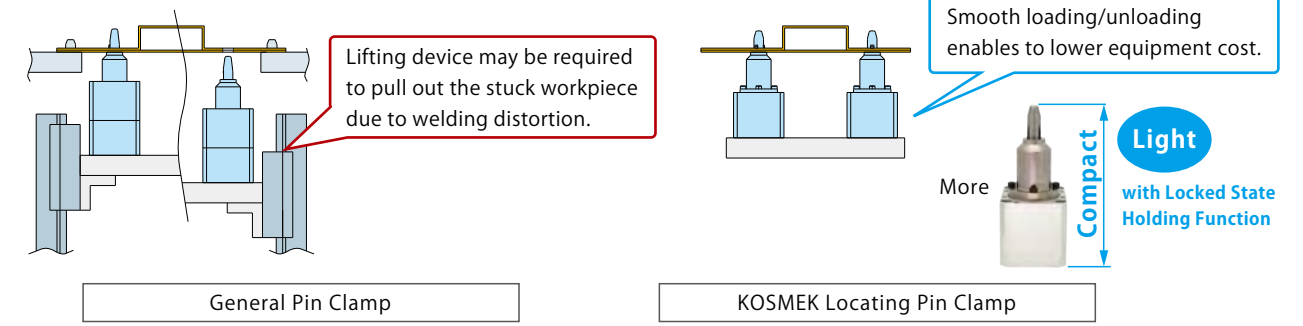 Lifting device may be required
to pull out the stuck workpiece
due to welding distortion.
General Pin Clamp
Smooth loading/unloading
enables to lower equipment cost.
More
Compact
Light
with Locked State
Holding Function
KOSMEK Locating Pin Clamp